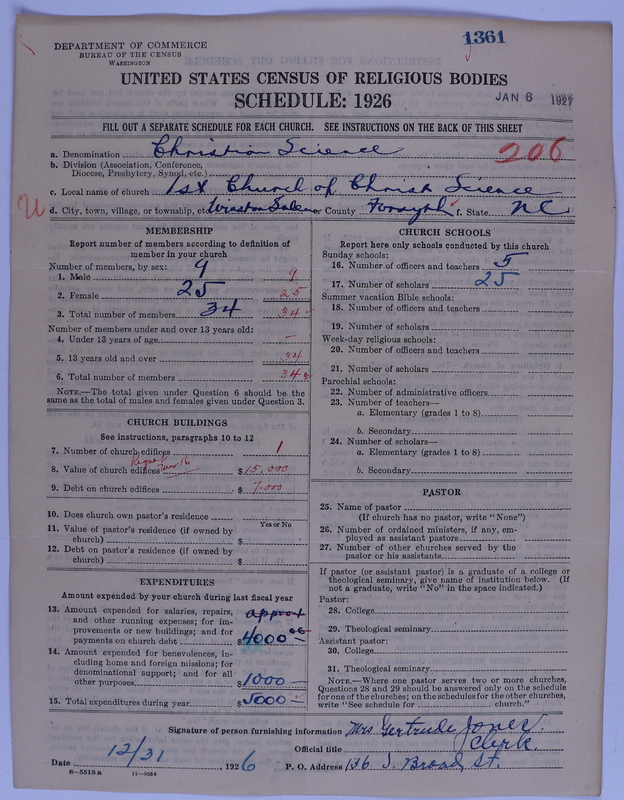 1361
DEPARTMENT OF COMMERCE
BUREAU OF THE CENSUS
WASHINGTON
UNITED STATES CENSUS OF RELIGIOUS BODIES
SCHEDULE: 1926
JAN 6 1927
FILL OUT A SEPARATE SCHEDULE FOR EACH CHURCH. SEE INSTRUCTIONS ON THE BACK OF THIS SHEET
a. Denomination Christian Science
206
b. Division (Association, Conference, Diocese, Presbytery, Synod, etc.)
c. Local name of church 1st Church of Christ Science
d. City, town, village, or township, etc. Winston Salem e. County Forsyth f. State N C
MEMBERSHIP
Report number of members according to definition of
member in your church
Number of members, by sex:
1. Male 9 9
2. Female 25 25
3. Total number of members 34 34
Number of members under and over 13 years old:
4. Under 13 years of age —
5. 13 years old and over 34
6. Total number of members 34
NOTE.—The total given under Question 6 should be
same as the total of males and females given under Question 3.
CHURCH BUILDINGS
See instructions, paragraphs 10 to 12
7. Number of church edifices 1
8. Value of church edifices $15,000
9. Debt on church edifices $7,000
10. Does church own pastor's residence
Yes or No
11. Value of pastor's residence (if owned by
church) $
12. Debt on pastor's residence (if owned by
church) $
EXPENDITURES
Amount expended by your church during last fiscal year
13. Amount expended for salaries, repairs, approx
and other running expenses; for im-
provements or new buildings; and for
payments on church debt $4000 00
14. Amount expended for benevolences, in-
cluding home and foreign missions; for
denominational support; and for all
other purposes $1000 —
15. Total expenditures during year $5000 —
CHURCH SCHOOLS
Report here only schools conducted by this church
Sunday schools:
16. Number of officers and teachers 5
17. Number of scholars 25
Summer vacation Bible schools:
18. Number of officers and teachers
19. Number of scholars
Week-day religious schools:
20. Number of officers and teachers
21. Number of scholars
Parochial schools:
22. Number of administrative officers
23. Number of teachers—
a. Elementary (grades 1 to 8)
b. Secondary
24. Number of scholars—
a. Elementary (grades 1 to 8)
b. Secondary
PASTOR
25. Name of pastor
(If church has no pastor, write "None")
26. Number of ordained ministers, if any, em-
ployed as assistant pastors
27. Number of other churches served by the
pastor or his assistants
If pastor (or assistant pastor) is a graduate of a college or
theological seminary, give name of institution below. (If
not a graduate, write "No" in the space indicated.)
Pastor:
28. College
29. Theological seminary
Assistant pastor:
30. College
31. Theological seminary
NOTE.—Where one pastor serves two or more churches,
Questions 28 and 29 should be answered only on the schedule
for one of the churches; on the schedules for the other churches,
write "See schedule for church."
Signature of person furnishing information Mrs Gertrude Jones
Official title Clerk.
Date 12/31, 1926 P. O. Address 136 S. Broad St.
8—5518 a 11—9054